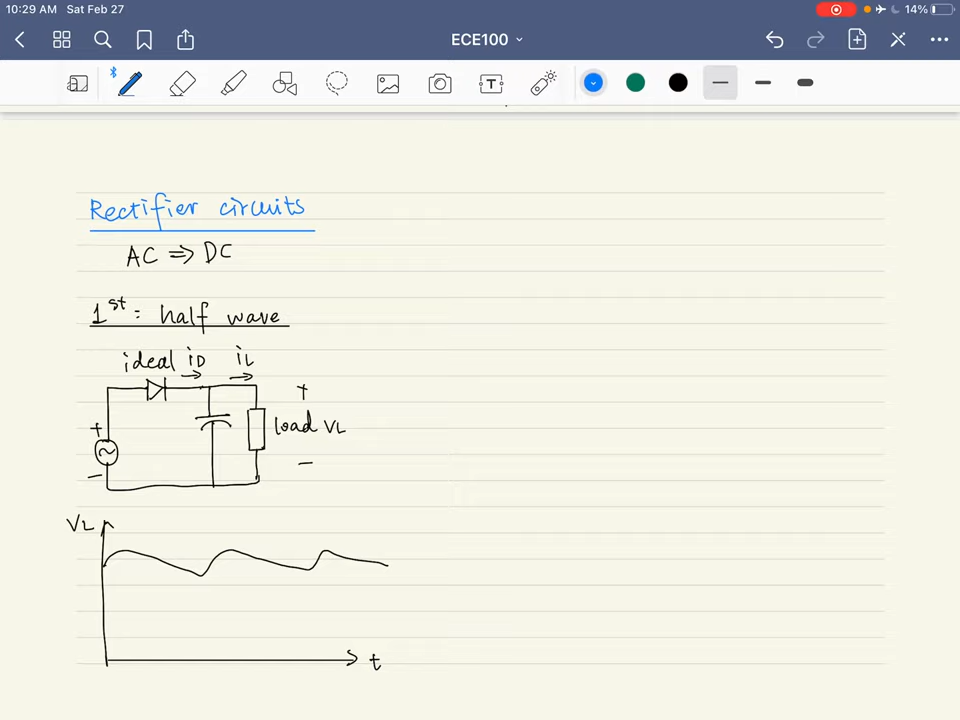 10:29 AM Sat Feb 27
14%
ECE100
Rectifier circuits
AC ⇒ DC
1st: half wave
ideal iD iL
+
+ load VL
−
−
VL
t